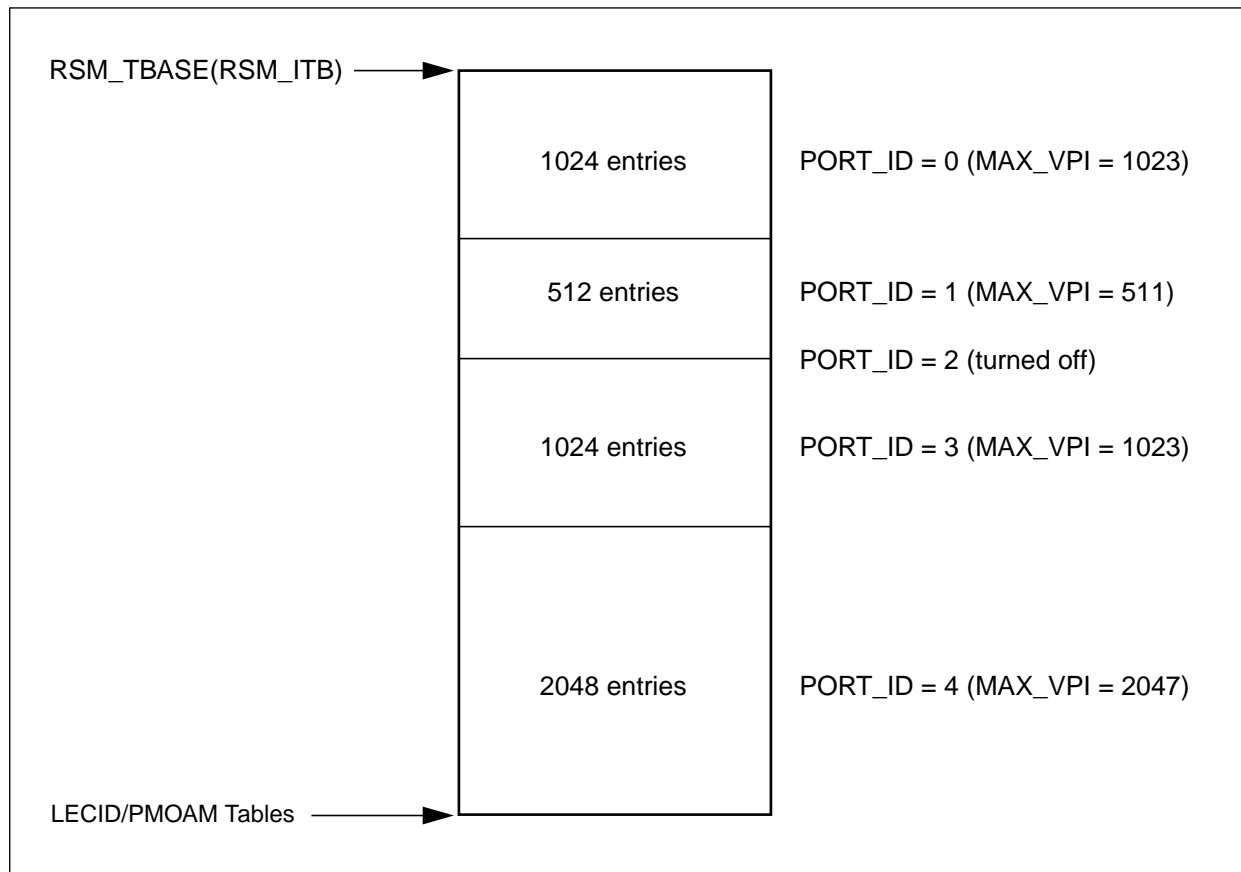 RSM_TBASE(RSM_ITB)
1024 entries PORT_ID = 0 (MAX_VPI = 1023)
512 entries PORT_ID = 1 (MAX_VPI = 511)
PORT_ID = 2 (turned off)
1024 entries PORT_ID = 3 (MAX_VPI = 1023)
2048 entries PORT_ID = 4 (MAX_VPI = 2047)
LECID/PMOAM Tables